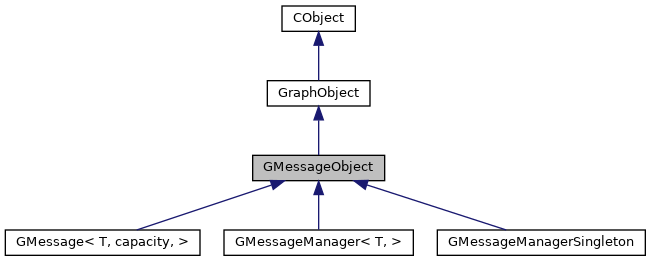 CObject
GraphObject
GMessageObject
GMessage< T, capacity, >
GMessageManager< T, >
GMessageManagerSingleton